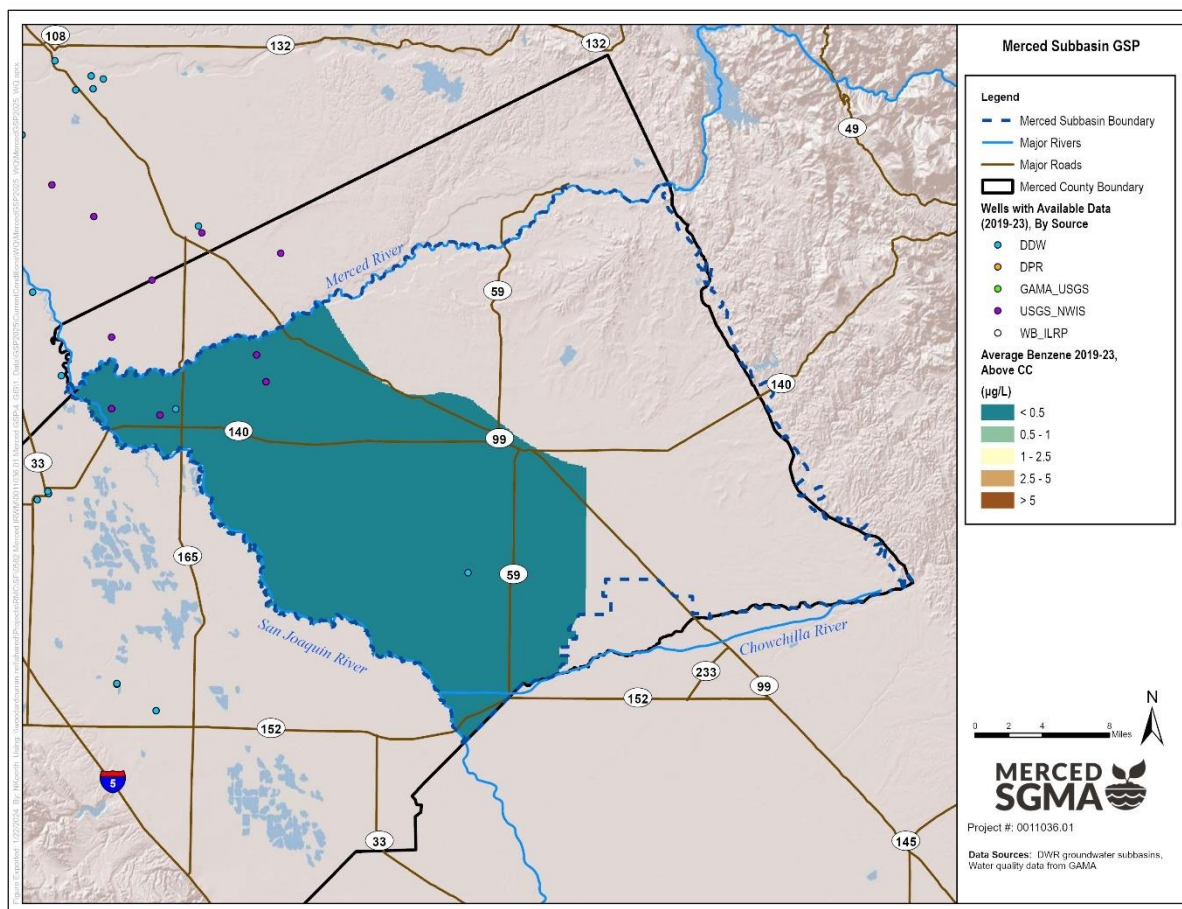 108
132
132
49
Merced River
59
140
140
99
33
165
59
San Joaquin River
Chowchilla River
233
99
152
152
5
33
145
Merced Subbasin GSP
Legend
Merced Subbasin Boundary
Major Rivers
Major Roads
Merced County Boundary
Wells with Available Data
(2019-23), By Source
DDW
DPR
GAMA_USGS
USGS_NWIS
WB_ILRP
Average Benzene 2019-23,
Above CC
(µg/L)
< 0.5
0.5 - 1
1 - 2.5
2.5 - 5
> 5
N
0 2 4 8
Miles
MERCED
SGMA
Project #: 0011036.01
Data Sources: DWR groundwater subbasins,
Water quality data from GAMA